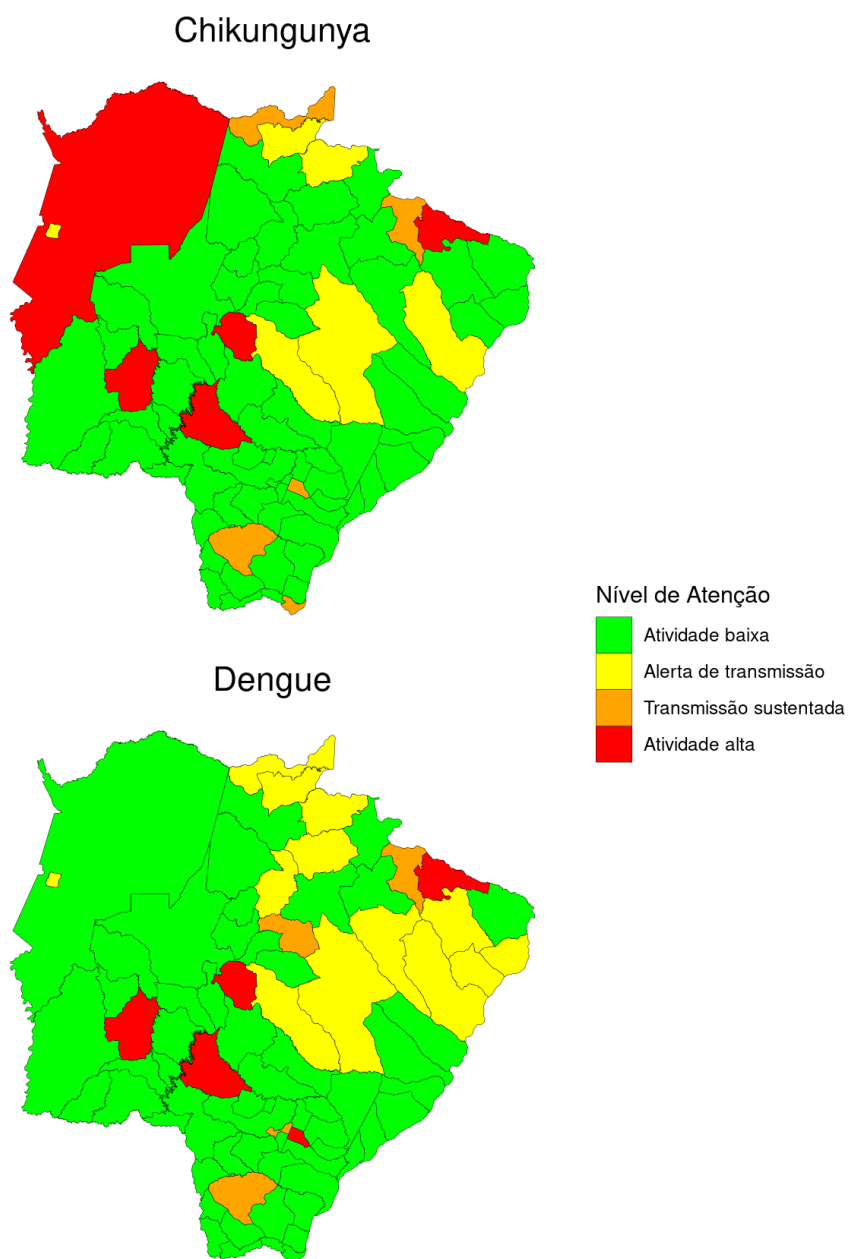 Chikungunya
Nível de Atenção
Atividade baixa
Alerta de transmissão
Transmissão sustentada
Atividade alta
Dengue